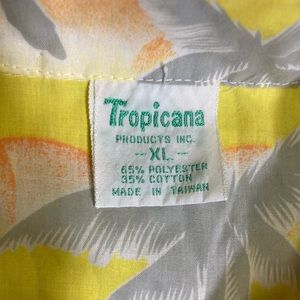 Tropicana
PRODUCTS INC.
-XL-
65% POLYESTER
35% COTTON
MADE IN TAIWAN